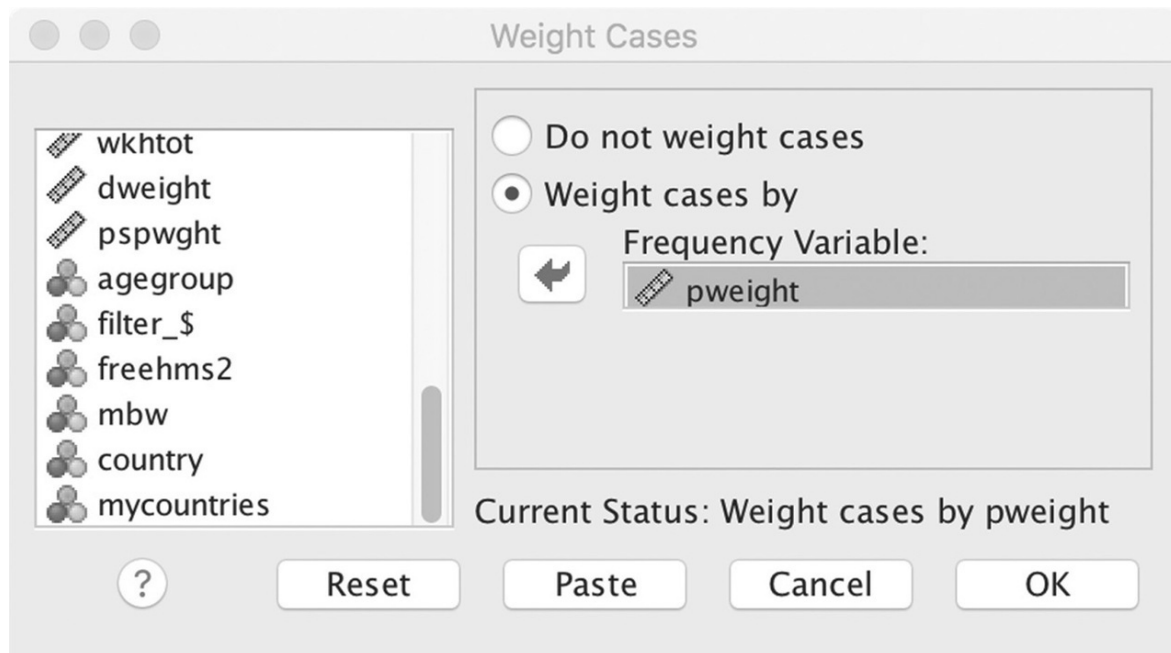 Weight Cases
wkhtot
dweight
pspwght
agegroup
filter_$
freehms2
mbw
country
mycountries
Do not weight cases
Weight cases by
Frequency Variable:
pweight
Current Status: Weight cases by pweight
?
Reset
Paste
Cancel
OK